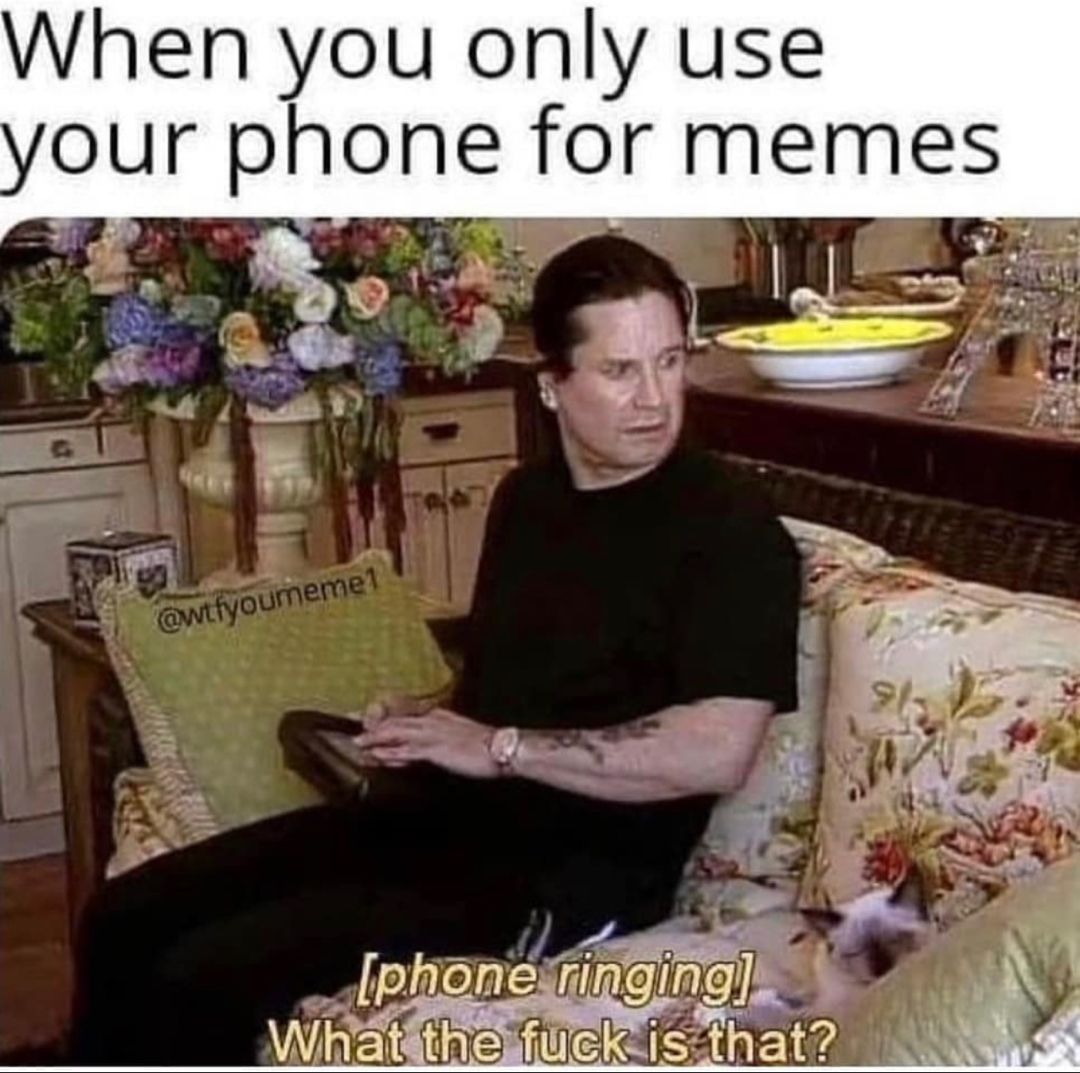 When you only use
your phone for memes
@wtfyoumeme1
[phone ringing]
What the fuck is that?